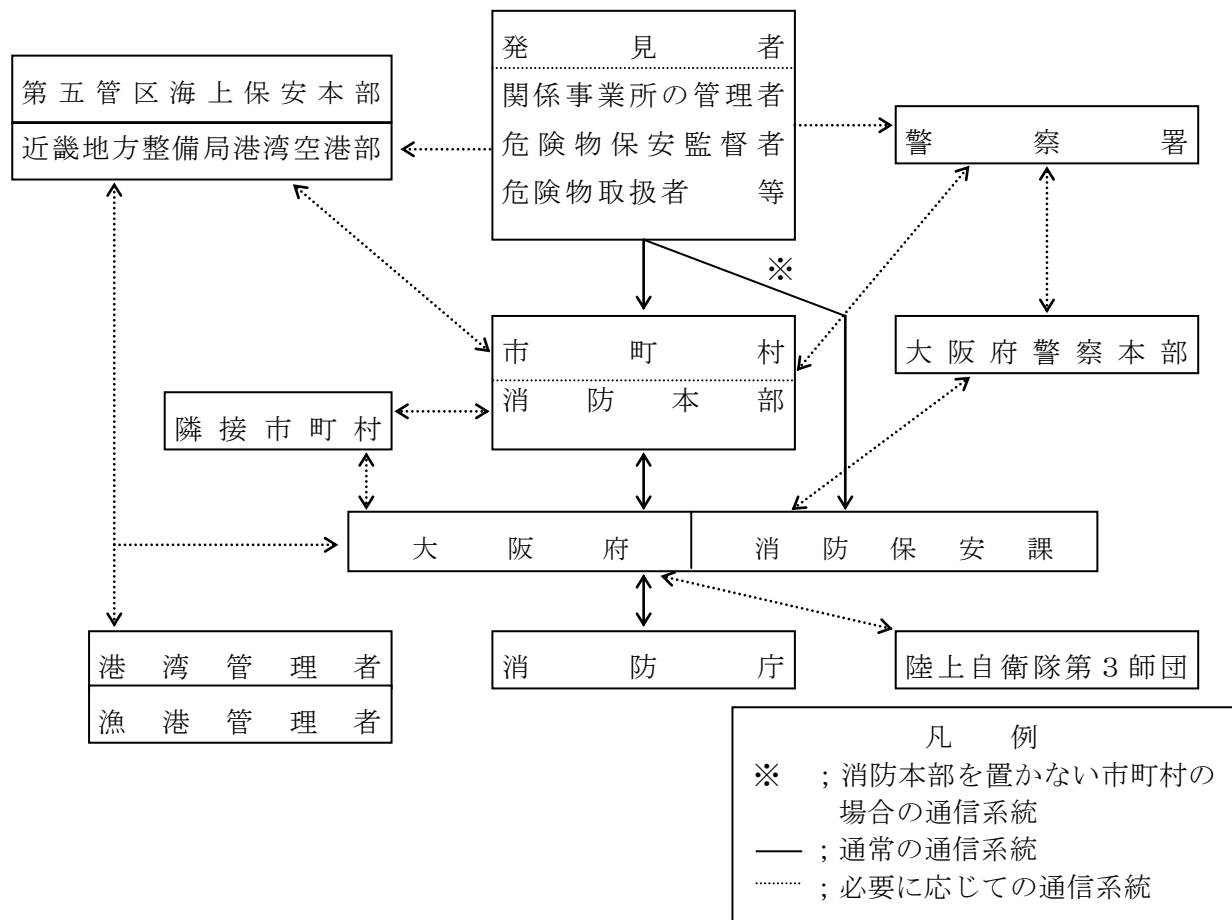 発見者
関係事業所の管理者
危険物保安監督者
危険物取扱者　等
第五管区海上保安本部
近畿地方整備局港湾空港部
警察署
※
市町村
消防本部
大阪府警察本部
隣接市町村
大阪府
消防保安課
港湾管理者
漁港管理者
消防庁
陸上自衛隊第３師団
凡　例
※　；消防本部を置かない市町村の
場合の通信系統
；通常の通信系統
；必要に応じての通信系統